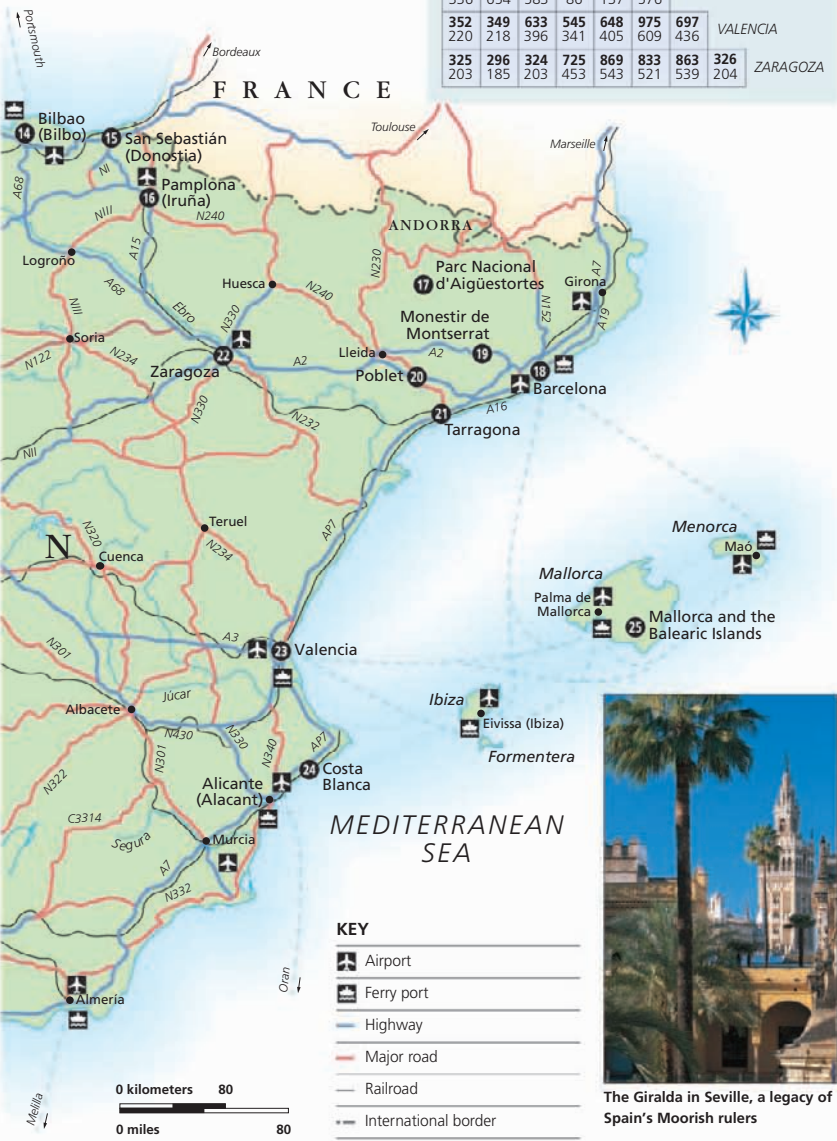 352 349 633 545 648 975 697
220 218 396 341 405 609 436
VALENCIA
325 296 324 725 869 833 863 326
203 185 203 453 543 521 539 204
ZARAGOZA
Portsmouth
Bordeaux
FRANCE
Toulouse
Marseille
14
Bilbao
(Bilbo)
15
San Sebastián
(Donostia)
NI
A68
16
Pamplona
(Iruña)
NIII
N240
A15
ANDORRA
N230
Logroño
A68
Huesca
N240
17
Parc Nacional
d'Aigüestortes
Girona
A7
Ebro
N330
N152
A19
NIII
Monestir de
Montserrat
Soria
N122
N234
22
Zaragoza
A2
Lleida
A2
19
Poblet
20
18
Barcelona
N330
N232
21
Tarragona
A16
NII
Teruel
AP7
N320
N
Cuenca
N234
Menorca
Maó
Mallorca
Palma de
Mallorca
25
Mallorca and the
Balearic Islands
A3
23
Valencia
N301
Júcar
Ibiza
Eivissa (Ibiza)
Formentera
Albacete
N430
N330
N340
AP7
N301
24
Costa
Blanca
N322
Alicante
(Alacant)
C3314
Segura
Murcia
MEDITERRANEAN
SEA
A7
N332
Oran
Almería
Melilla
KEY
Airport
Ferry port
Highway
Major road
Railroad
International border
0 kilometers 80
0 miles 80
The Giralda in Seville, a legacy of
Spain's Moorish rulers